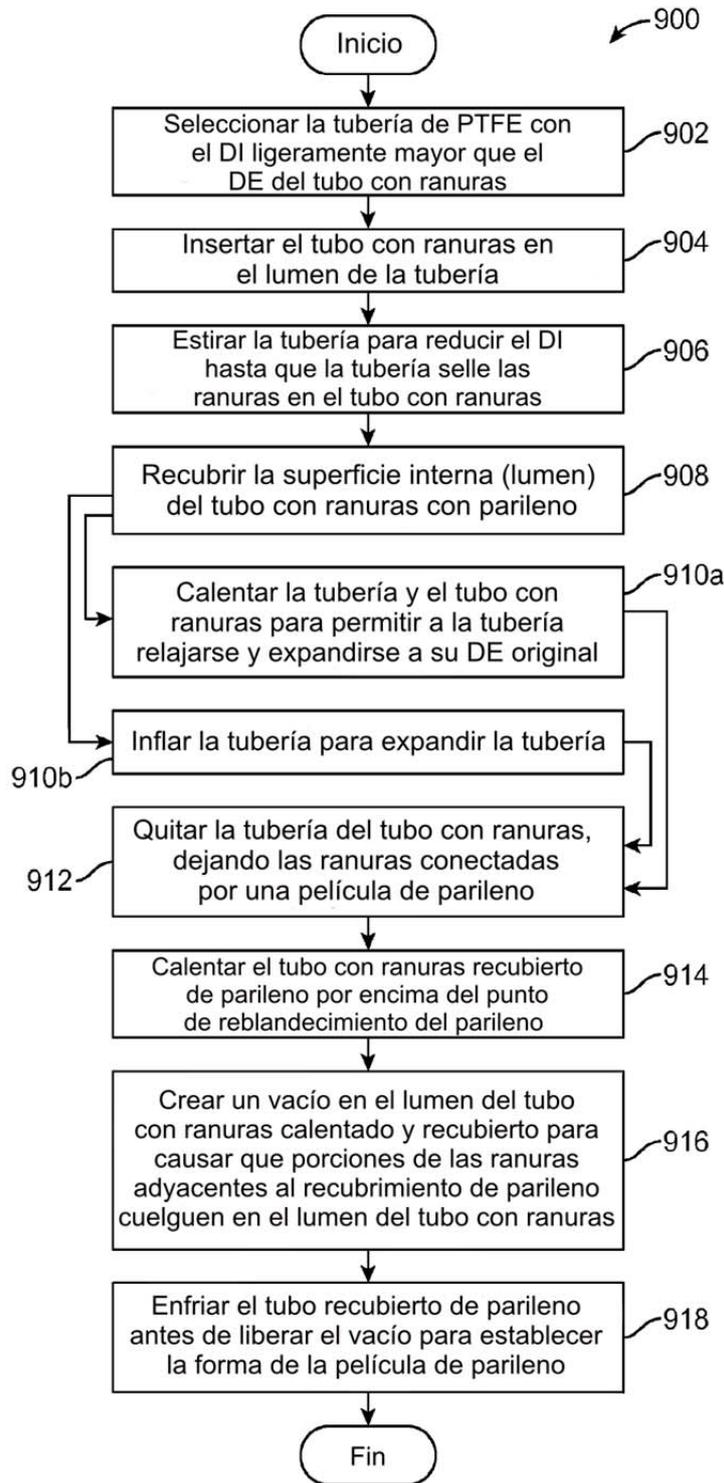 Inicio
900
Seleccionar la tubería de PTFE con
el DI ligeramente mayor que el
DE del tubo con ranuras
902
Insertar el tubo con ranuras en
el lumen de la tubería
904
Estirar la tubería para reducir el DI
hasta que la tubería selle las
ranuras en el tubo con ranuras
906
Recubrir la superficie interna (lumen)
del tubo con ranuras con parileno
908
Calentar la tubería y el tubo con
ranuras para permitir a la tubería
relajarse y expandirse a su DE original
910a
Inflar la tubería para expandir la tubería
910b
Quitar la tubería del tubo con ranuras,
dejando las ranuras conectadas
por una película de parileno
912
Calentar el tubo con ranuras recubierto
de parileno por encima del punto
de reblandecimiento del parileno
914
Crear un vacío en el lumen del tubo
con ranuras calentado y recubierto para
causar que porciones de las ranuras
adyacentes al recubrimiento de parileno
cuelguen en el lumen del tubo con ranuras
916
Enfriar el tubo recubierto de parileno
antes de liberar el vacío para establecer
la forma de la película de parileno
918
Fin